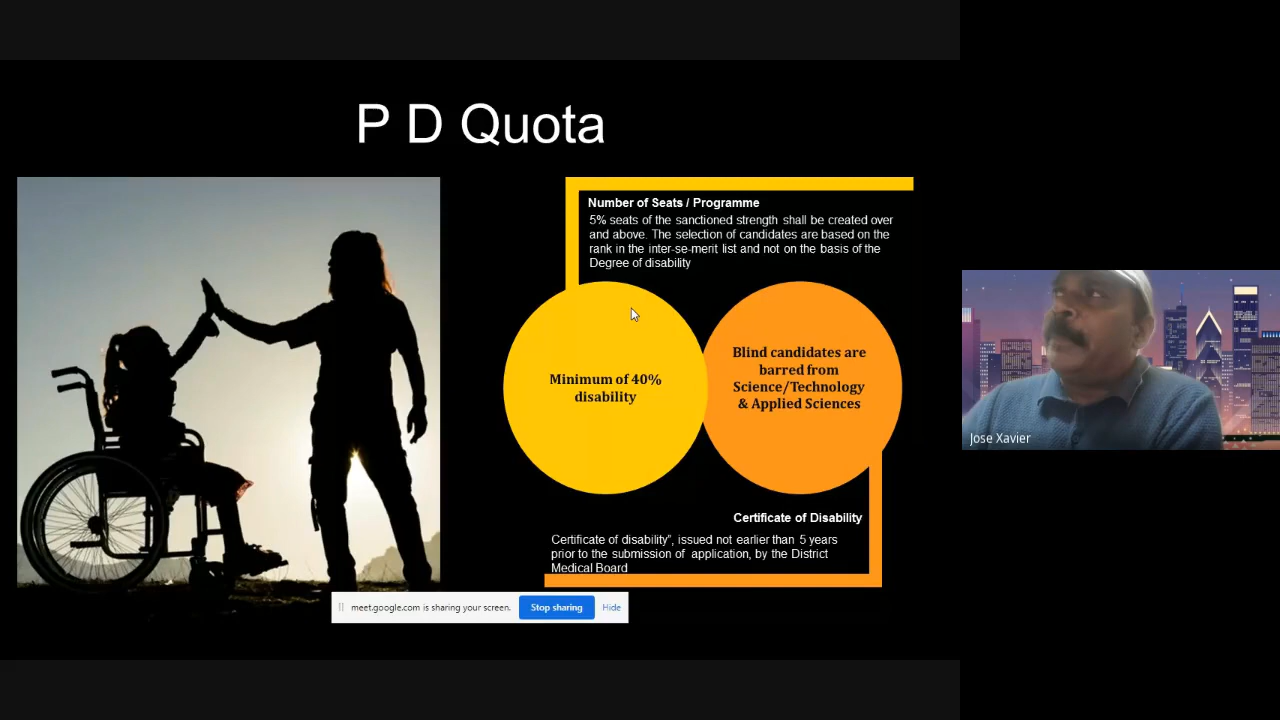 P D Quota
Number of Seats / Programme
5% seats of the sanctioned strength shall be created over
and above. The selection of candidates are based on the
rank in the inter-se-merit list and not on the basis of the
Degree of disability
Minimum of 40%
disability
Blind candidates are
barred from
Science/Technology
& Applied Sciences
Certificate of Disability
Certificate of disability", issued not earlier than 5 years
prior to the submission of application, by the District
Medical Board
meet.google.com is sharing your screen.
Stop sharing
Hide
Jose Xavier